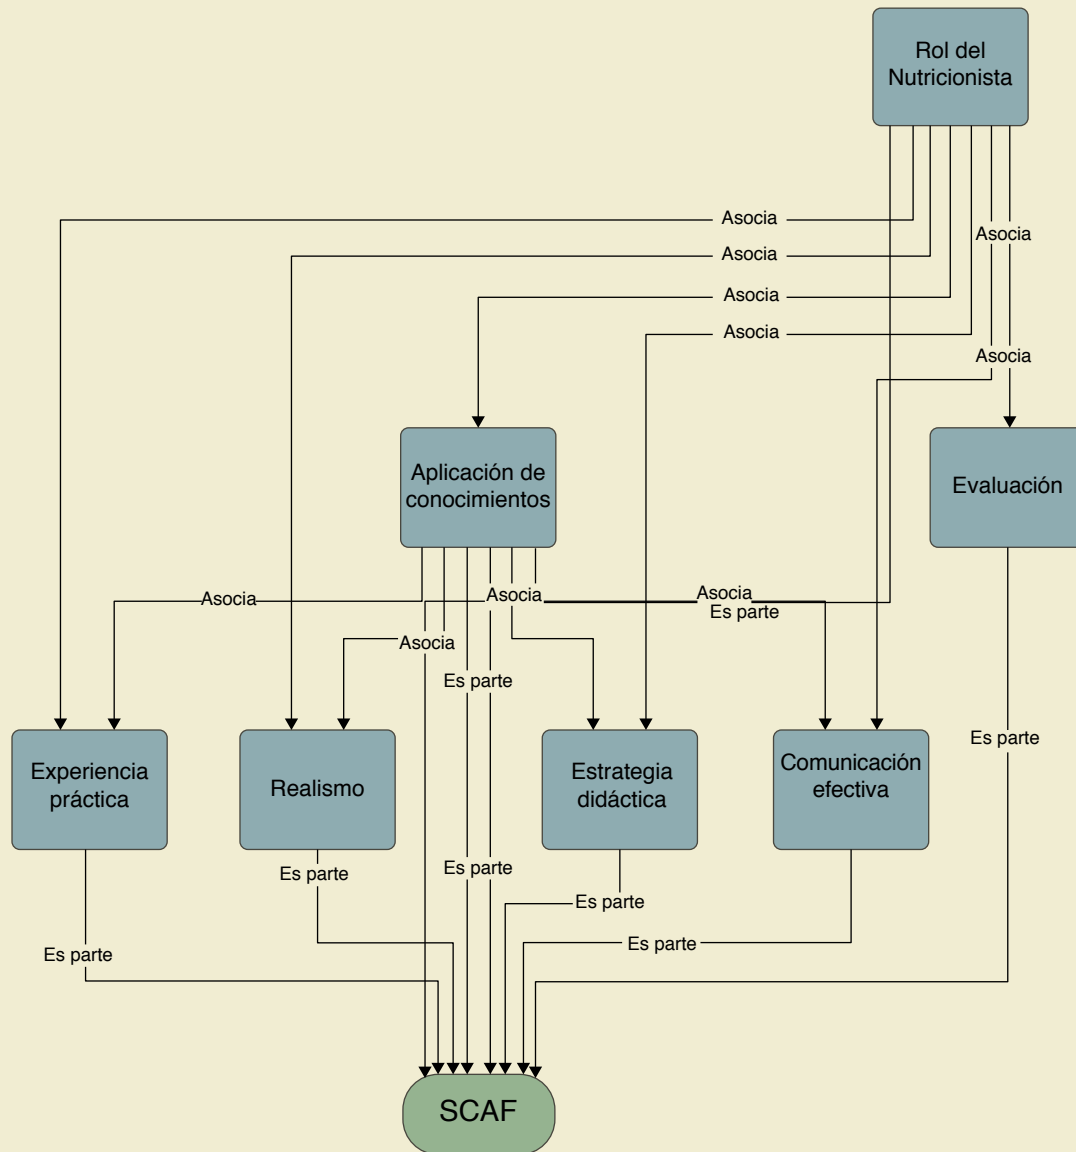 Rol del
Nutricionista
Asocia
Asocia
Asocia
Asocia
Asocia
Asocia
Aplicación de
conocimientos
Evaluación
Asocia
Asocia
Asocia
Es parte
Asocia
Es parte
Es parte
Experiencia
práctica
Realismo
Estrategia
didáctica
Comunicación
efectiva
Es parte
Es parte
Es parte
Es parte
Es parte
SCAF